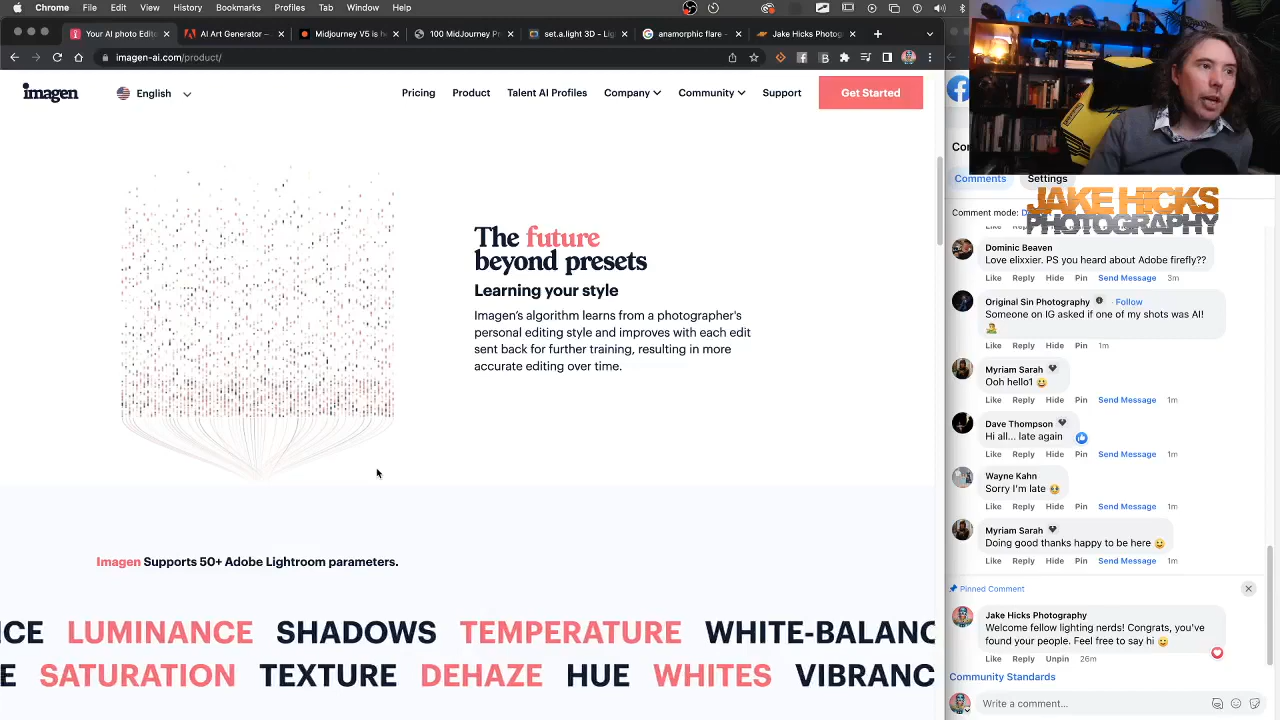 Chrome File Edit View History Bookmarks Profiles Tab Window Help
Your AI photo Edit
AI Art Generator –
Midjourney V5
100 MidJourney Pr
set.a.light 3D - Lig
anamorphic flare -
Jake Hicks Photog
imagen-ai.com/product/
imagen
English
Pricing
Product
Talent AI Profiles
Company
Community
Support
Get Started
The future
beyond presets
Learning your style
Imagen's algorithm learns from a photographer's
personal editing style and improves with each edit
sent back for further training, resulting in more
accurate editing over time.
Imagen Supports 50+ Adobe Lightroom parameters.
LUMINANCE SHADOWS TEMPERATURE WHITE-BALANC
SATURATION TEXTURE DEHAZE HUE WHITES VIBRANC
Comments
Settings
JAKE HICKS
PHOTOGRAPHY
Comment mode:
Like Reply Hide Pin Send Message
Dominic Beaven
Love elixxier. PS you heard about Adobe firefly??
Like Reply Hide Pin Send Message 3m
Original Sin Photography · Follow
Someone on IG asked if one of my shots was AI!
🤷‍♂️
Like Reply Hide Pin 1m
Myriam Sarah
Ooh hello1 😃
Like Reply Hide Pin Send Message 1m
Dave Thompson
Hi all... late again
Like Reply Hide Pin Send Message 1m
Wayne Kahn
Sorry I'm late 🥹
Like Reply Hide Pin Send Message 1m
Myriam Sarah
Doing good thanks happy to be here 😃
Like Reply Hide Pin Send Message 1m
Pinned Comment
Jake Hicks Photography
Welcome fellow lighting nerds! Congrats, you've
found your people. Feel free to say hi 😃
Like Reply Unpin 26m
Community Standards
Write a comment...